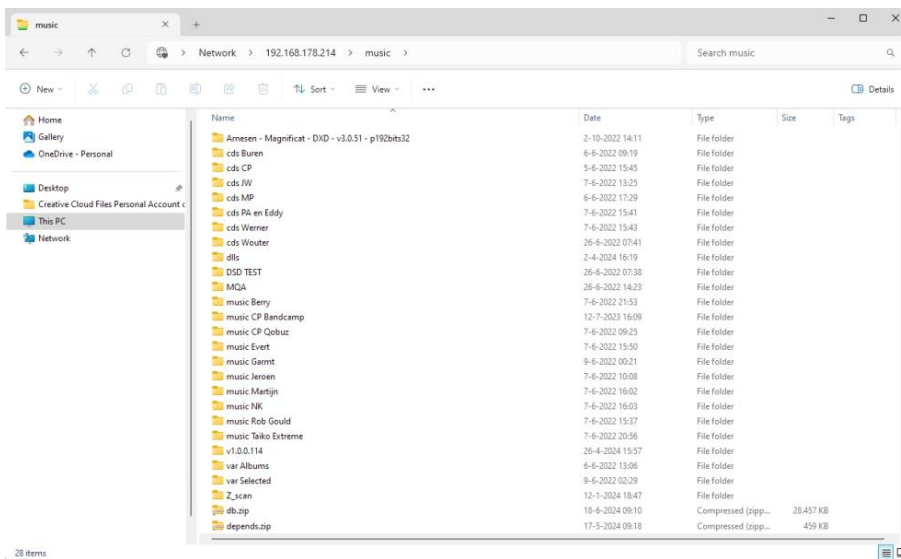 music
Network > 192.168.178.214 > music >
Search music
New
Sort
View
Details
Home
Gallery
OneDrive - Personal
Desktop
Creative Cloud Files Personal Account c
This PC
Network
Name Date Type Size Tags
Arnesen - Magnificat - DXD - v3.0.51 - p192bits32 2-10-2022 14:11 File folder
cds Buren 6-6-2022 09:19 File folder
cds CP 5-6-2022 15:45 File folder
cds JW 7-6-2022 13:25 File folder
cds MP 6-6-2022 17:29 File folder
cds PA en Eddy 7-6-2022 15:41 File folder
cds Werner 7-6-2022 15:43 File folder
cds Wouter 26-6-2022 07:41 File folder
dlls 2-4-2024 16:19 File folder
DSD TEST 26-6-2022 07:38 File folder
MQA 26-6-2022 14:23 File folder
music Berry 7-6-2022 21:53 File folder
music CP Bandcamp 12-7-2023 16:09 File folder
music CP Qobuz 7-6-2022 09:25 File folder
music Evert 7-6-2022 15:50 File folder
music Garmt 9-6-2022 00:21 File folder
music Jeroen 7-6-2022 10:08 File folder
music Martijn 7-6-2022 16:02 File folder
music NK 7-6-2022 16:03 File folder
music Rob Gould 7-6-2022 15:37 File folder
music Taiko Extreme 7-6-2022 20:56 File folder
v1.0.0.114 26-4-2024 15:57 File folder
var Albums 6-6-2022 13:06 File folder
var Selected 9-6-2022 02:29 File folder
Z_scan 12-1-2024 18:47 File folder
db.zip 18-6-2024 09:10 Compressed (zipp... 28.457 KB
depends.zip 17-5-2024 09:18 Compressed (zipp... 459 KB
28 items